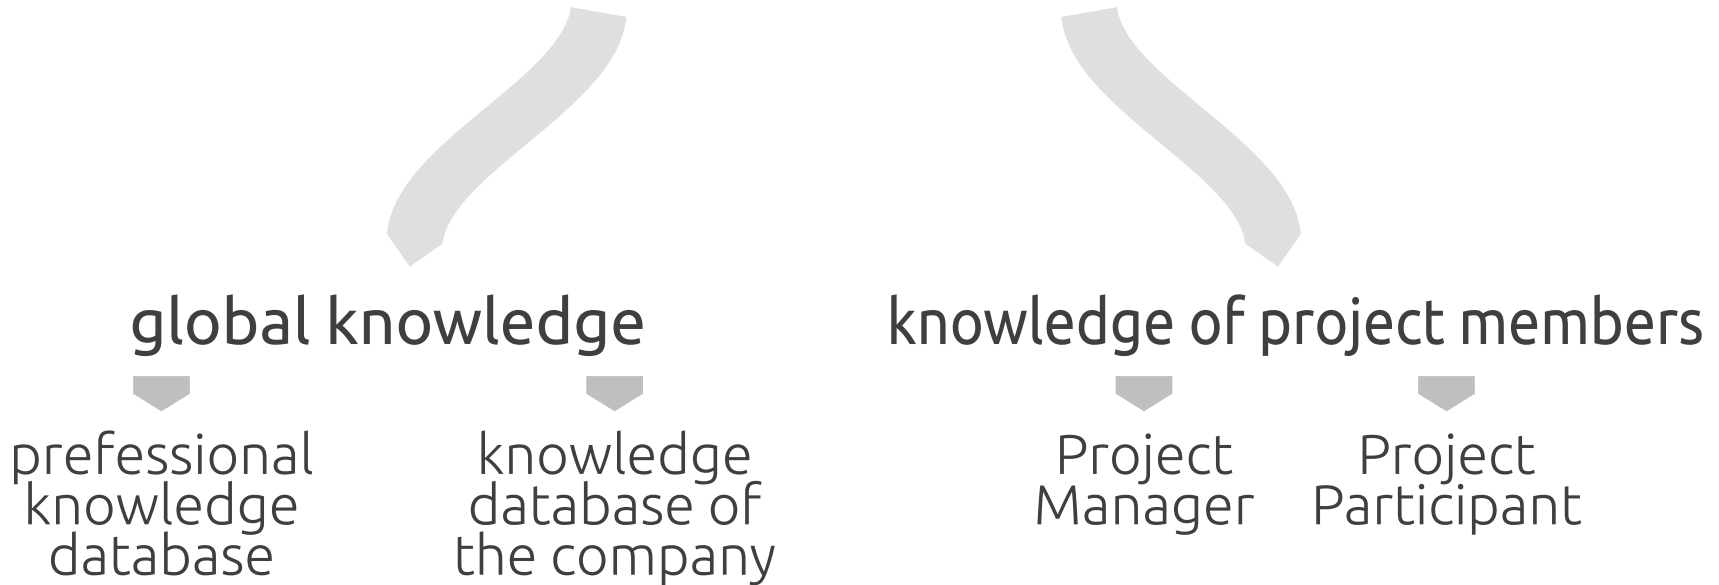 global knowledge
knowledge of project members
prefessional
knowledge
database
knowledge
database of
the company
Project
Manager
Project
Participant